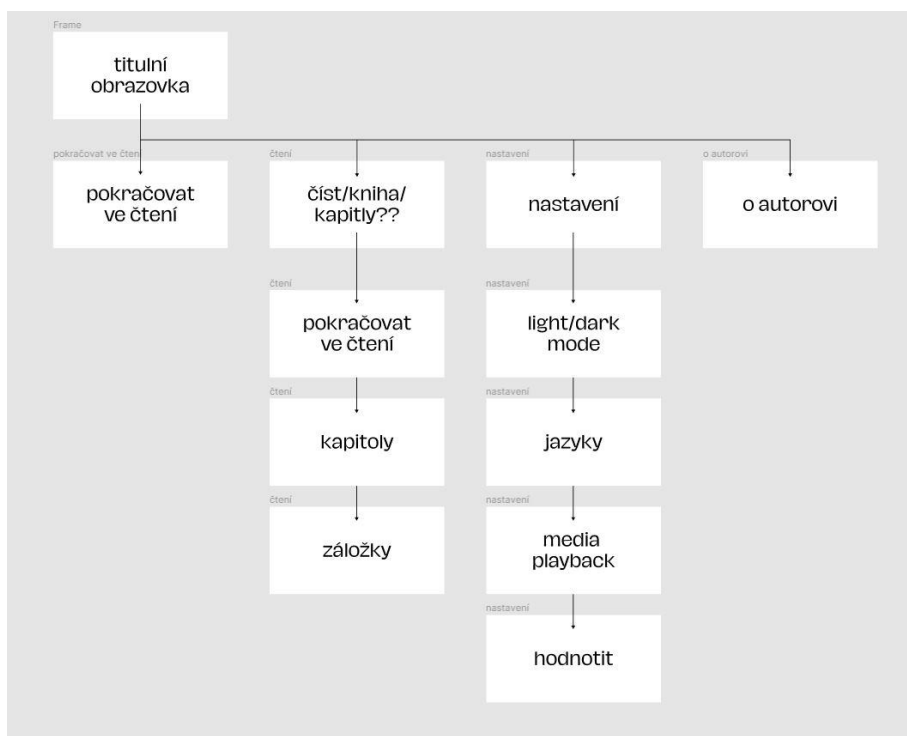 Frame
titulní
obrazovka
pokračovat ve čtení
čtení
nastavení
o autorovi
pokračovat
ve čtení
číst/kniha/
kapitly??
nastavení
o autorovi
čtení
nastavení
pokračovat
ve čtení
light/dark
mode
čtení
nastavení
kapitoly
jazyky
čtení
nastavení
záložky
media
playback
nastavení
hodnotit